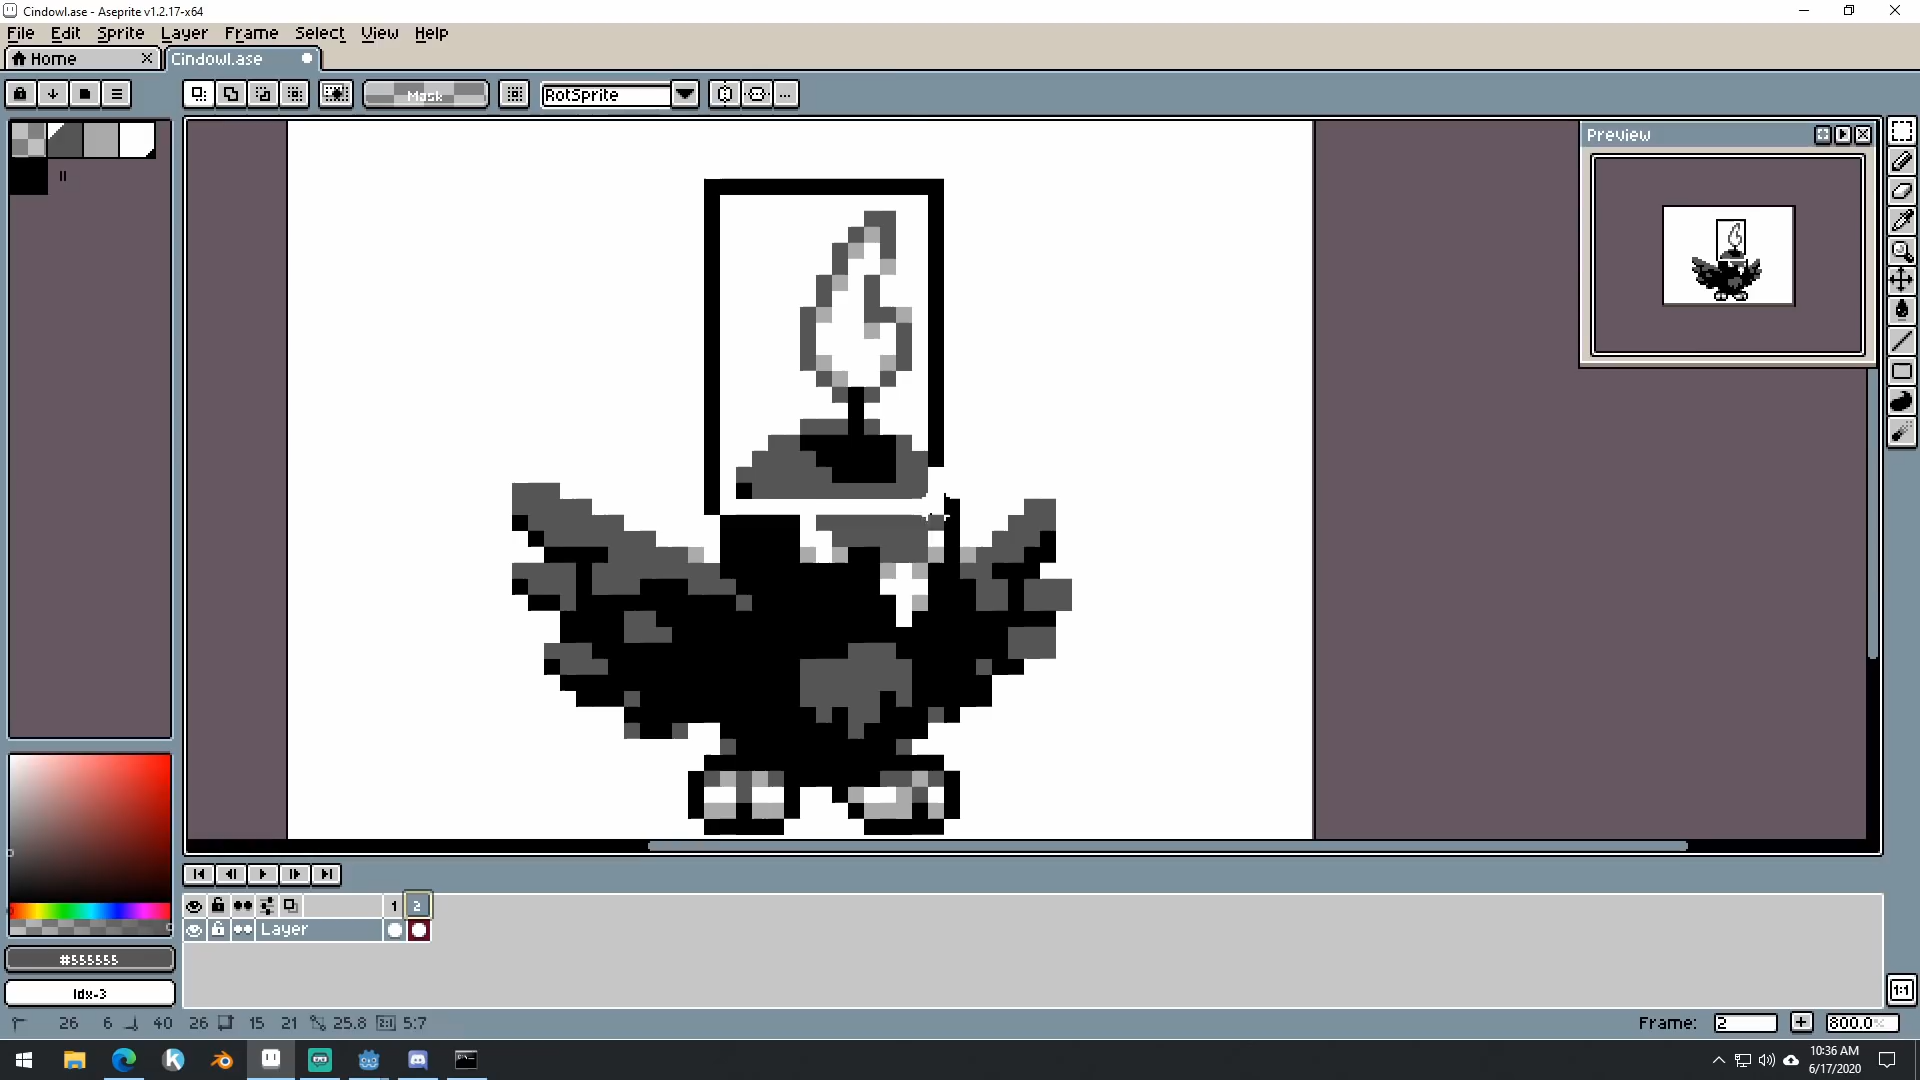 Cindowl.ase - Aseprite v1.2.17-x64
File Edit Sprite Layer Frame Select View Help
Home
Cindowl.ase
Mask
RotSprite
Preview
1 2
Layer
#555555
Idx-3
26 6 40 26 15 21 25.8 5:7
Frame: 2 800.0%
1:1
10:36 AM
6/17/2020